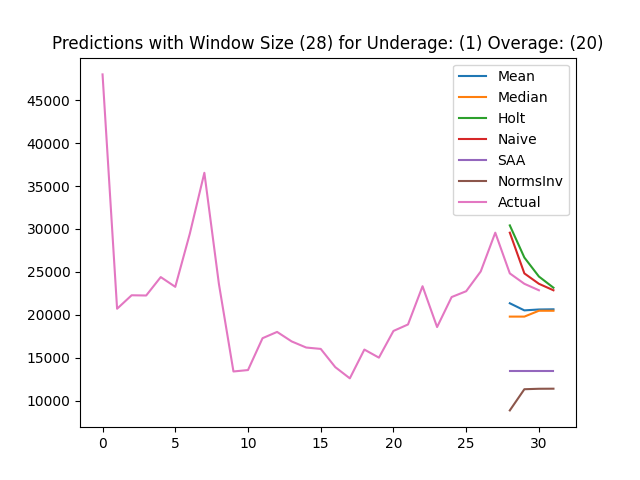 Predictions with Window Size (28) for Underage: (1) Overage: (20)
Mean
Median
Holt
Naive
SAA
NormsInv
Actual
45000
40000
35000
30000
25000
20000
15000
10000
0 5 10 15 20 25 30